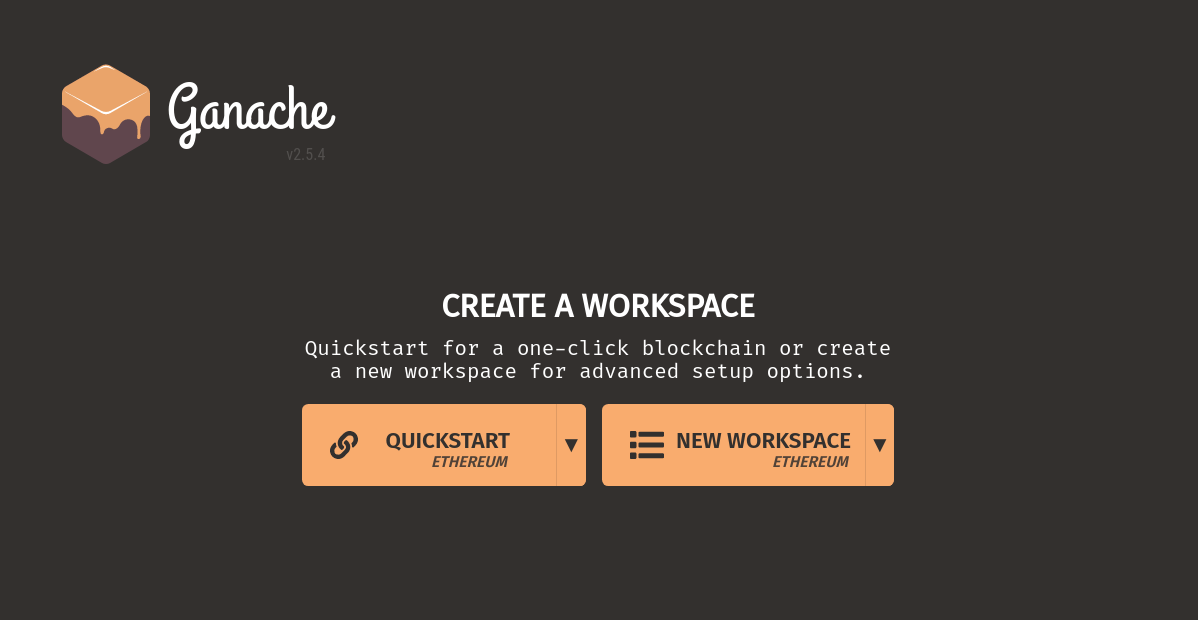 Ganache
v2.5.4
CREATE A WORKSPACE
Quickstart for a one-click blockchain or create
a new workspace for advanced setup options.
QUICKSTART
ETHEREUM
▼
NEW WORKSPACE
ETHEREUM
▼